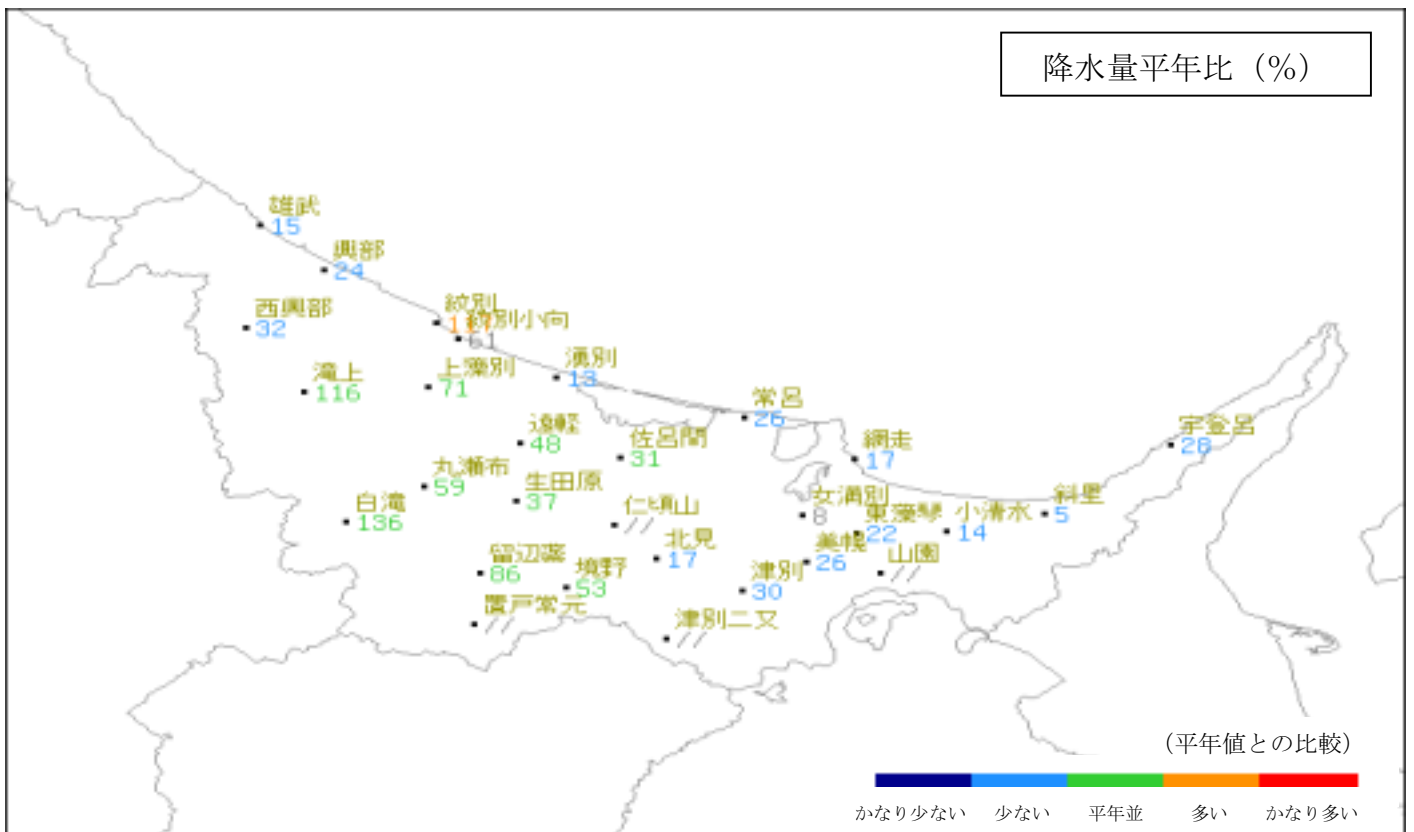 降水量平年比（％）
雄武
15
興部
24
西興部
32
紋別
紋別小向
61
滝上
116
上藻別
71
湧別
13
常呂
26
遠軽
48
佐呂間
31
網走
17
宇登呂
28
丸瀬布
59
生田原
37
白滝
136
仁頃山
//
女満別
8
東藻琴
22
小清水
14
斜里
5
北見
17
美幌
26
山園
//
留辺蘂
86
境野
53
津別
30
置戸常元
//
津別二又
//
（平年値との比較）
かなり少ない 少ない 平年並 多い かなり多い